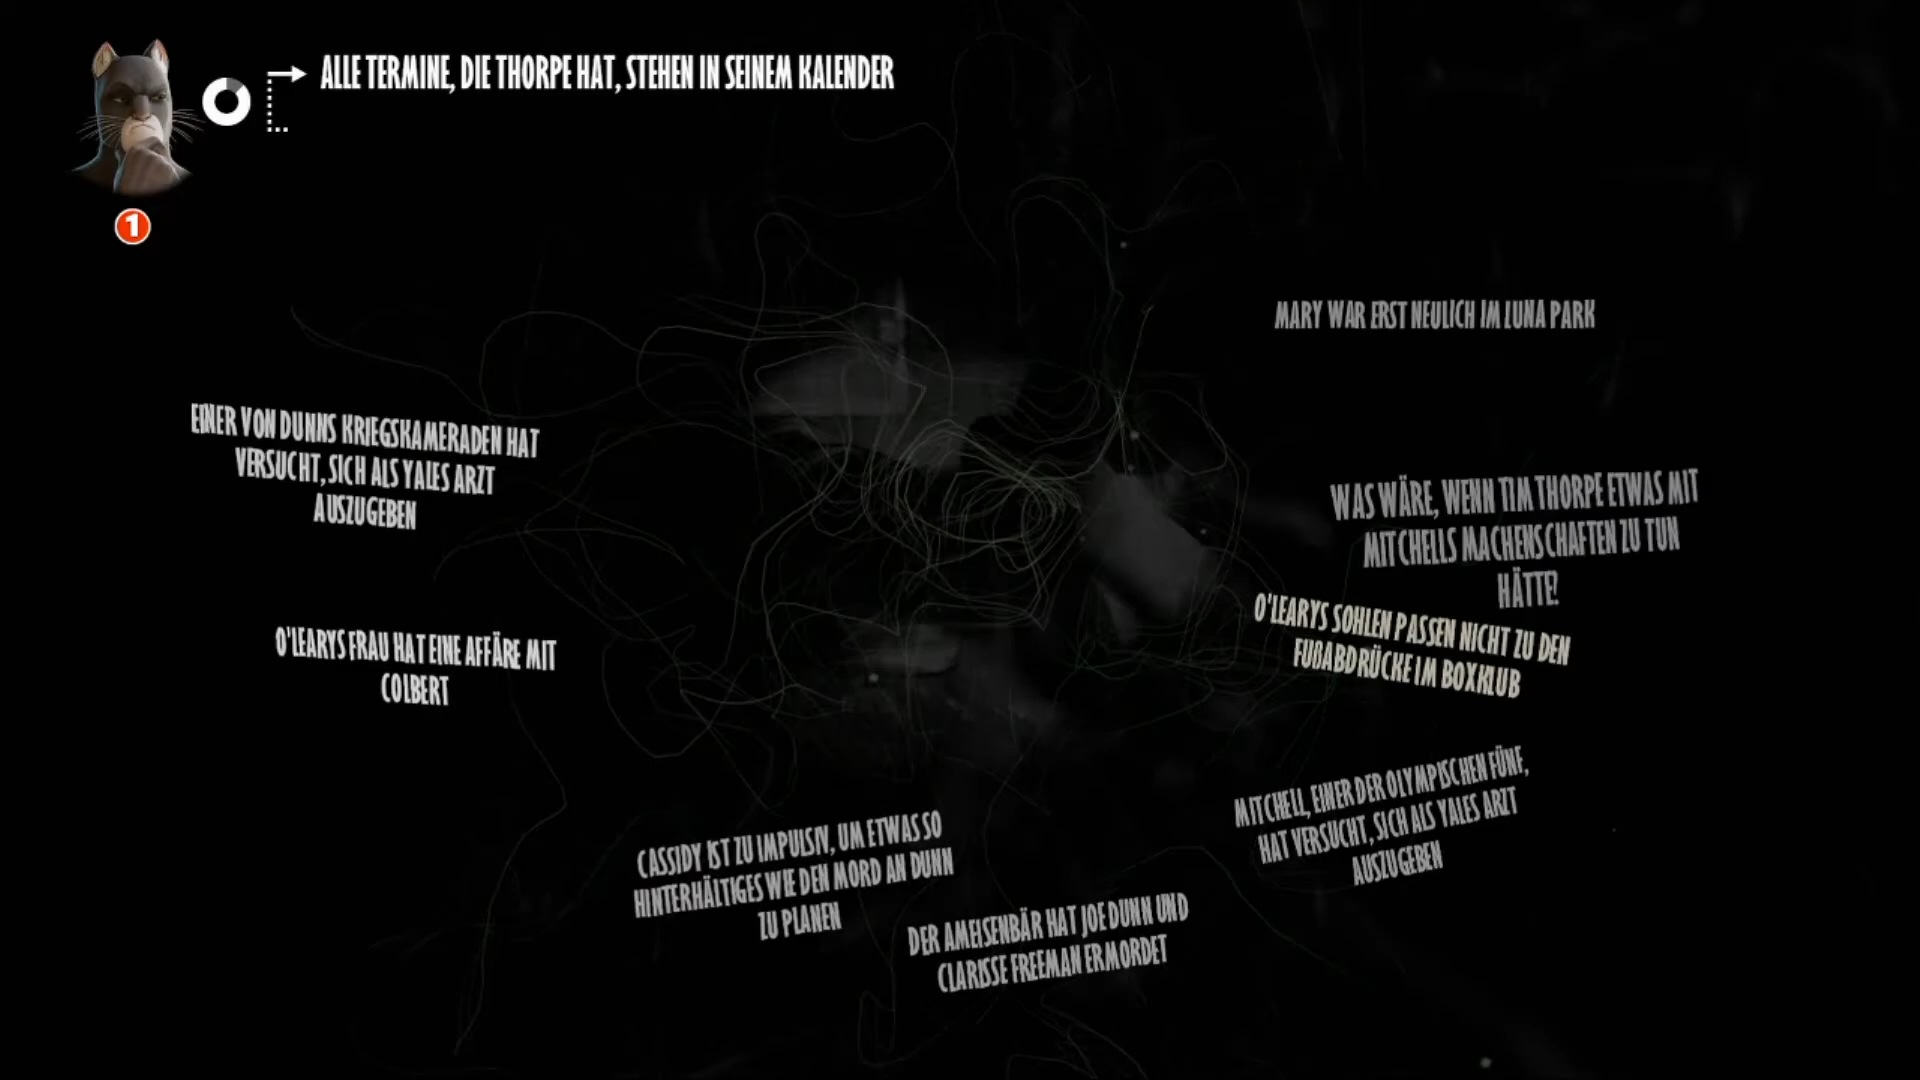 ALLE TERMINE, DIE THORPE HAT, STEHEN IN SEINEM KALENDER
1
MARY WAR ERST NEULICH IM LUNA PARK
EINER VON DUNNS KRIEGSKAMERADEN HAT
VERSUCHT, SICH ALS YALES ARZT
AUSZUGEBEN
WAS WÄRE, WENN TIM THORPE ETWAS MIT
MITCHELLS MACHENSCHAFTEN ZU TUN
HÄTTE?
O'LEARYS SOHLEN PASSEN NICHT ZU DEN
FUßABDRÜCKE IM BOXKLUB
O'LEARYS FRAU HAT EINE AFFÄRE MIT
COLBERT
MITCHELL, EINER DER OLYMPISCHEN FÜNF,
HAT VERSUCHT, SICH ALS YALES ARZT
AUSZUGEBEN
CASSIDY IST ZU IMPULSIV, UM ETWAS SO
HINTERHÄLTIGES WIE DEN MORD AN DUNN
ZU PLANEN
DER AMEISENBÄR HAT JOE DUNN UND
CLARISSE FREEMAN ERMORDET